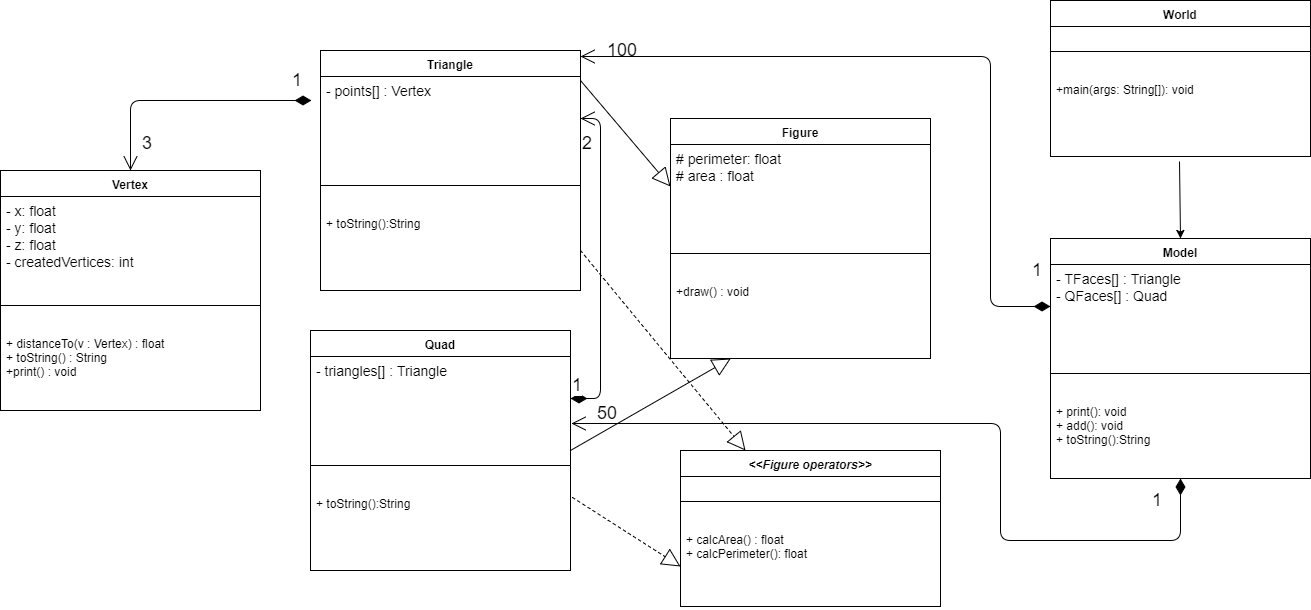 World
+main(args: String[]): void
100
Triangle
- points[] : Vertex
+ toString():String
1
3
2
Figure
# perimeter: float
# area : float
+draw() : void
Vertex
- x: float
- y: float
- z: float
- createdVertices: int
+ distanceTo(v : Vertex) : float
+ toString() : String
+print() : void
Model
- TFaces[] : Triangle
- QFaces[] : Quad
+ print(): void
+ add(): void
+ toString():String
1
1
Quad
- triangles[] : Triangle
+ toString():String
1
50
<<Figure operators>>
+ calcArea() : float
+ calcPerimeter(): float